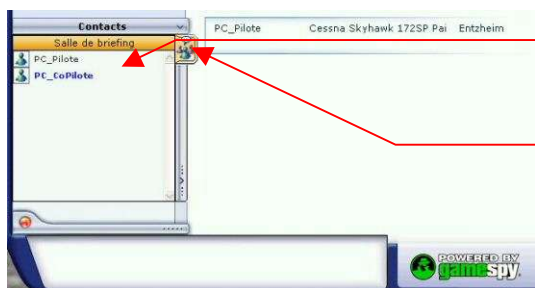 Contacts
Salle de briefing
PC_Pilote
PC_CoPilote
PC_Pilote Cessna Skyhawk 172SP Pai Entzheim
POWERED BY
gamespy.